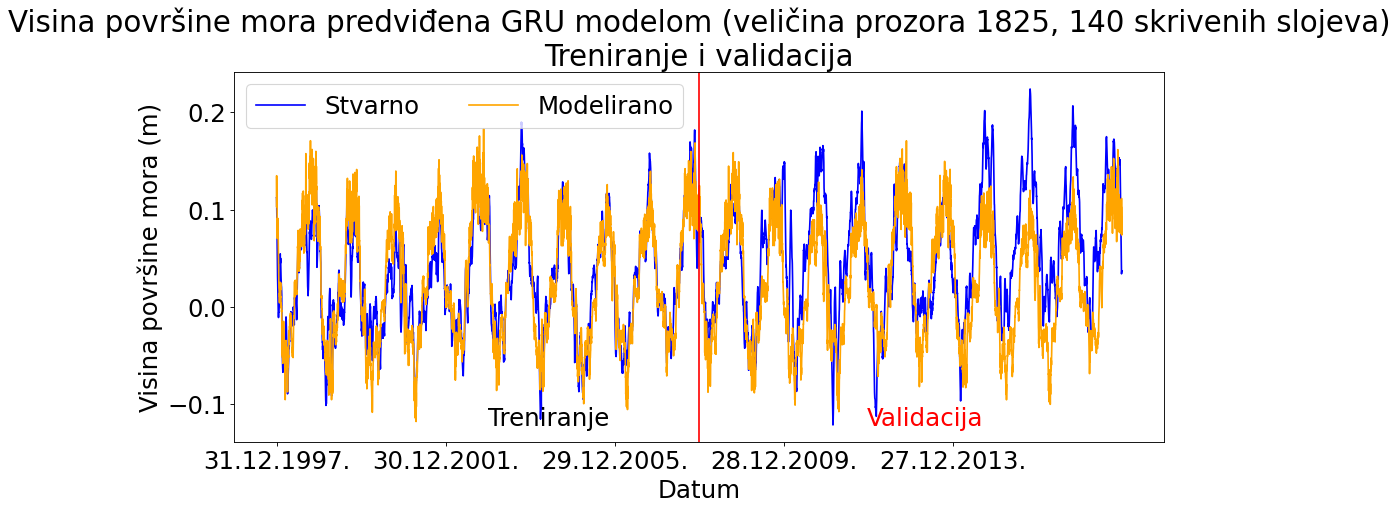 Visina površine mora predviđena GRU modelom (veličina prozora 1825, 140 skrivenih slojeva)
Treniranje i validacija
Stvarno Modelirano
Visina površine mora (m)
0.2
0.1
0.0
−0.1
Treniranje Validacija
31.12.1997. 30.12.2001. 29.12.2005. 28.12.2009. 27.12.2013.
Datum